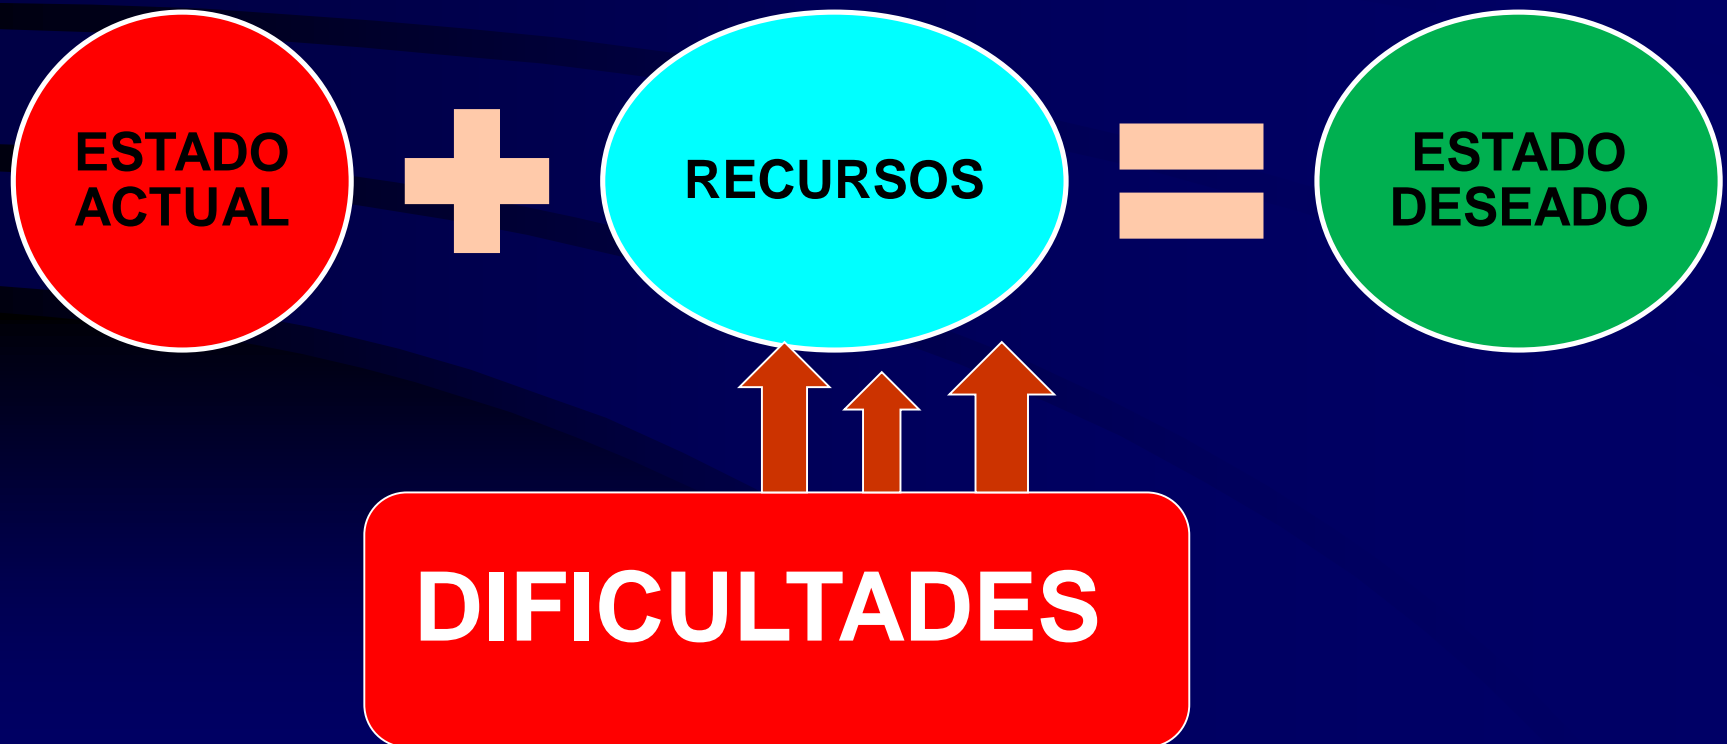 ESTADO
ACTUAL
RECURSOS
ESTADO
DESEADO
DIFICULTADES